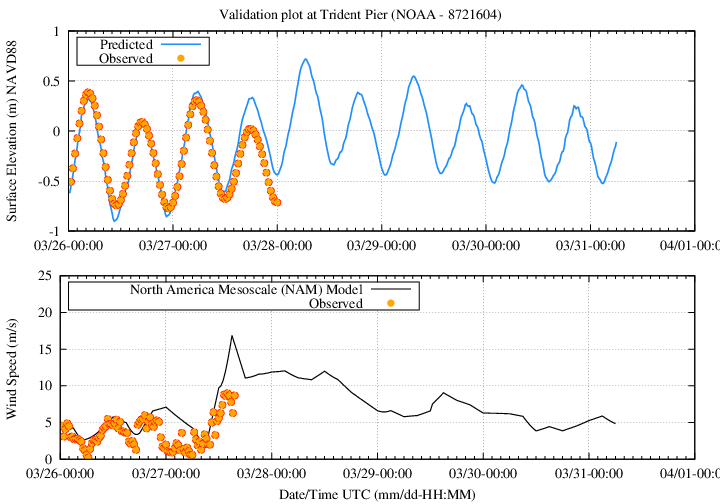 Validation plot at Trident Pier (NOAA - 8721604)
Surface Elevation (m) NAVD88
Predicted
Observed
1
0.5
0
-0.5
-1
03/26-00:00 03/27-00:00 03/28-00:00 03/29-00:00 03/30-00:00 03/31-00:00 04/01-00:00
Wind Speed (m/s)
North America Mesoscale (NAM) Model
Observed
25
20
15
10
5
0
03/26-00:00 03/27-00:00 03/28-00:00 03/29-00:00 03/30-00:00 03/31-00:00 04/01-00:00
Date/Time UTC (mm/dd-HH:MM)